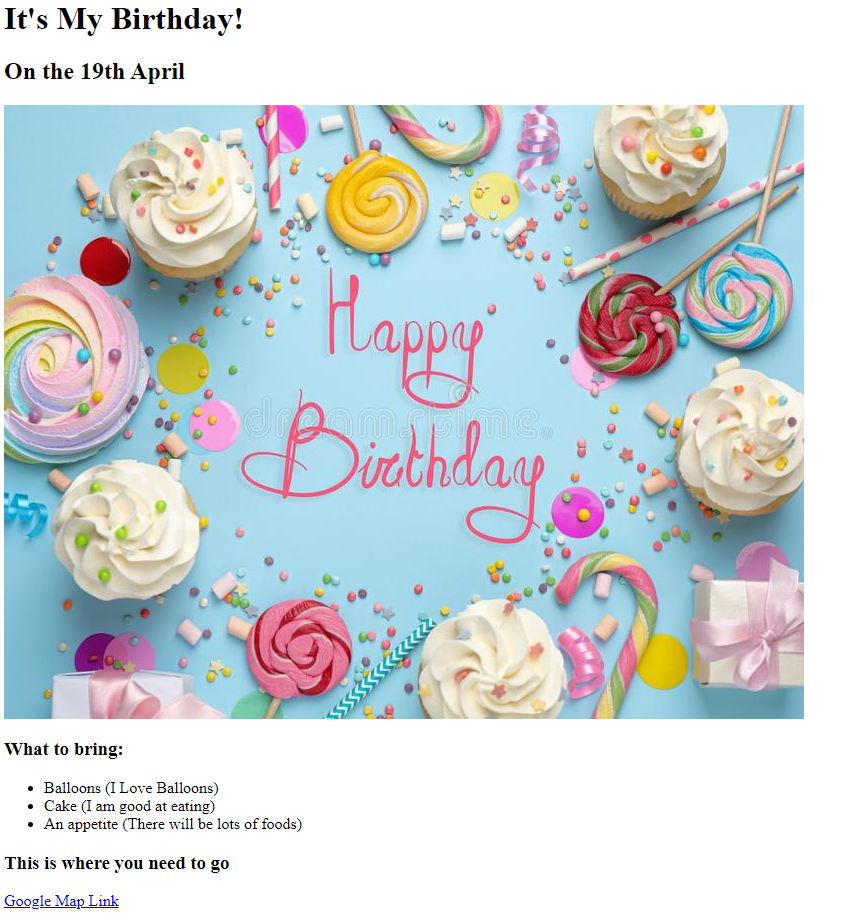 It's My Birthday!
On the 19th April
Happy
dreamstime
Birthday
What to bring:
Balloons (I Love Balloons)
Cake (I am good at eating)
An appetite (There will be lots of foods)
This is where you need to go
Google Map Link